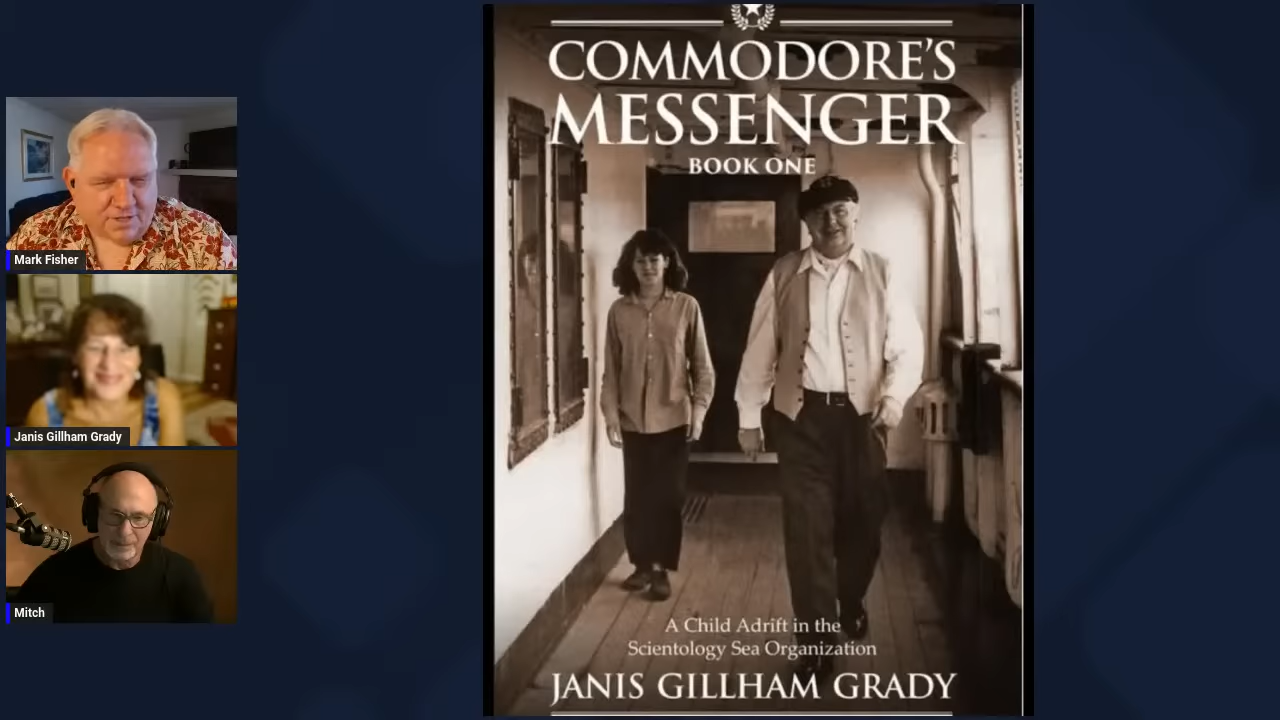 COMMODORE'S
MESSENGER
BOOK ONE
Mark Fisher
Janis Gillham Grady
Mitch
A Child Adrift in the
Scientology Sea Organization
JANIS GILLHAM GRADY